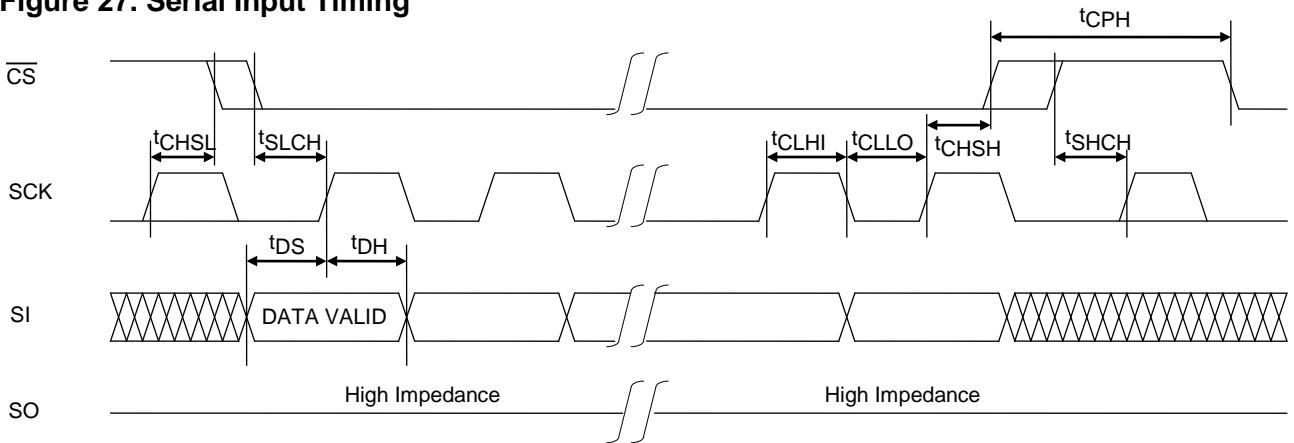 Figure 27. Serial Input Timing
tCPH
CS
tCHSL
tSLCH
tCLHI
tCLLO
tCHSH
tSHCH
SCK
tDS
tDH
SI
DATA VALID
High Impedance
High Impedance
SO